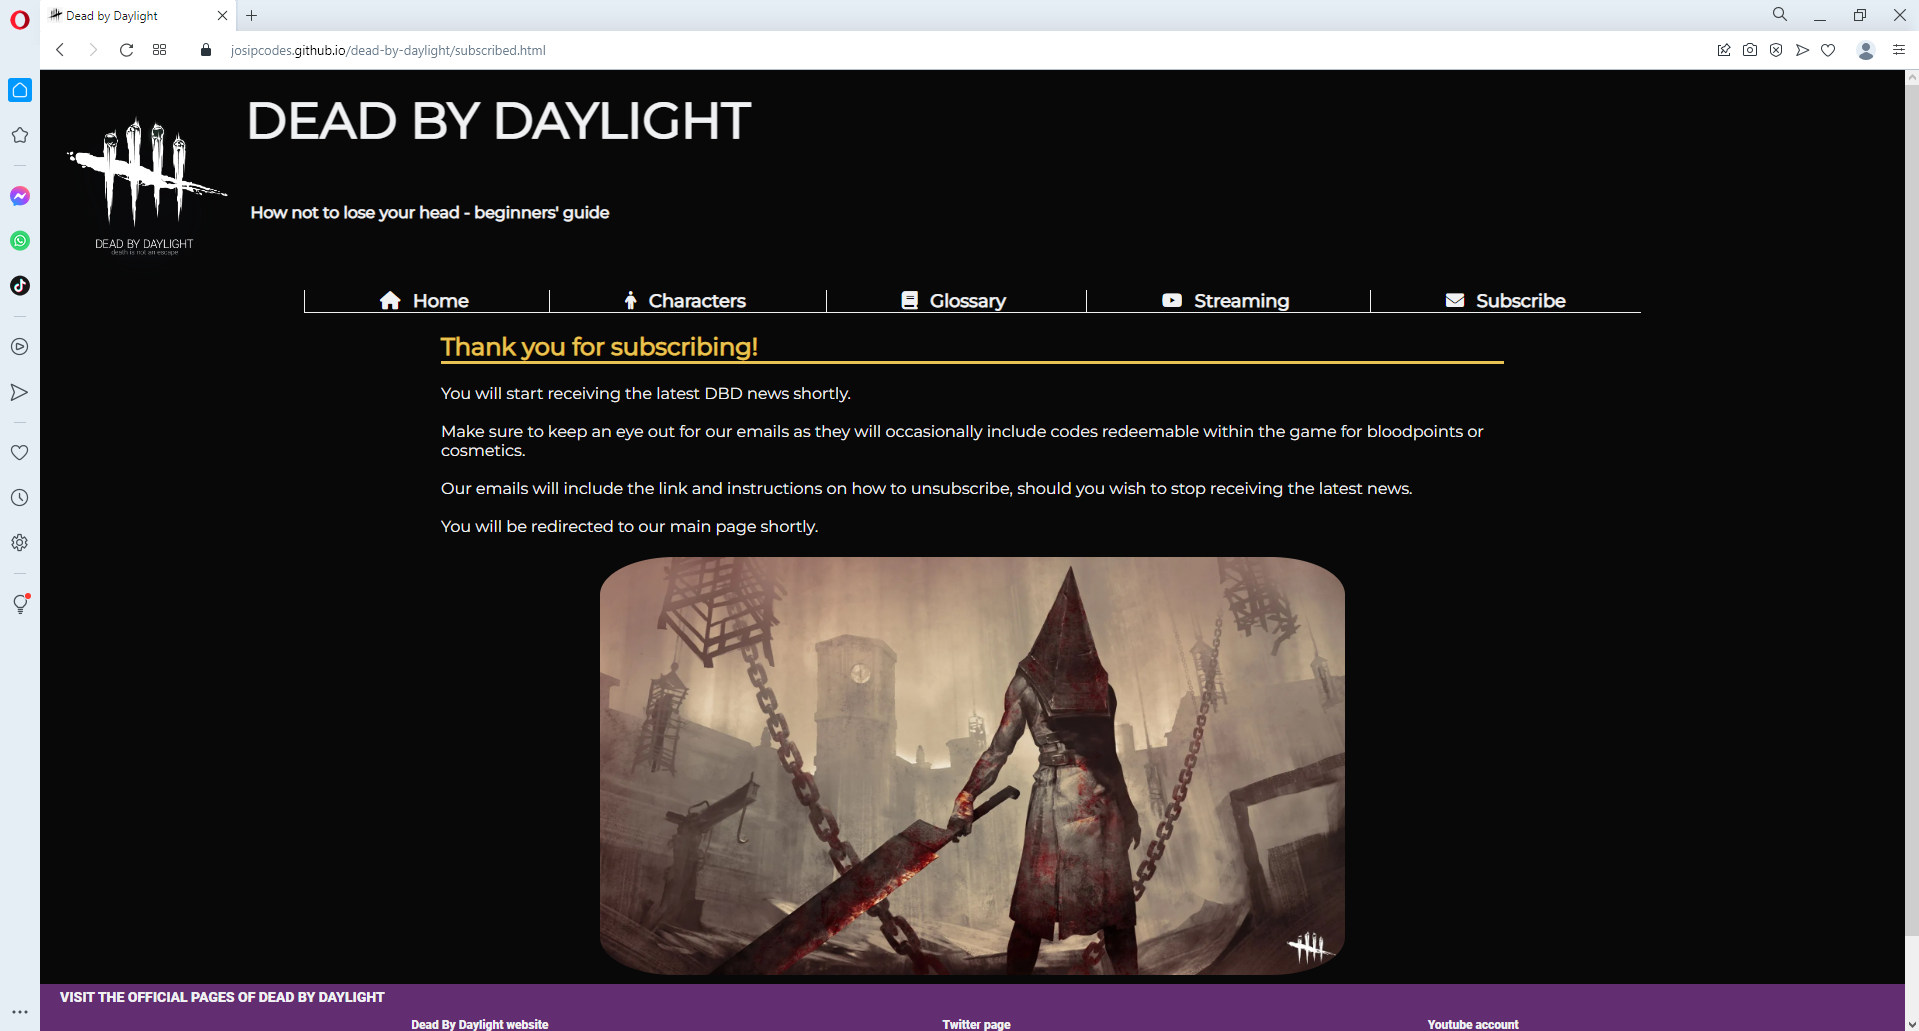 Dead by Daylight
josipcodes.github.io/dead-by-daylight/subscribed.html
DEAD BY DAYLIGHT
How not to lose your head - beginners' guide
DEAD BY DAYLIGHT
death is not an escape
Home
Characters
Glossary
Streaming
Subscribe
Thank you for subscribing!
You will start receiving the latest DBD news shortly.
Make sure to keep an eye out for our emails as they will occasionally include codes redeemable within the game for bloodpoints or
cosmetics.
Our emails will include the link and instructions on how to unsubscribe, should you wish to stop receiving the latest news.
You will be redirected to our main page shortly.
VISIT THE OFFICIAL PAGES OF DEAD BY DAYLIGHT
Dead By Daylight website
Twitter page
Youtube account